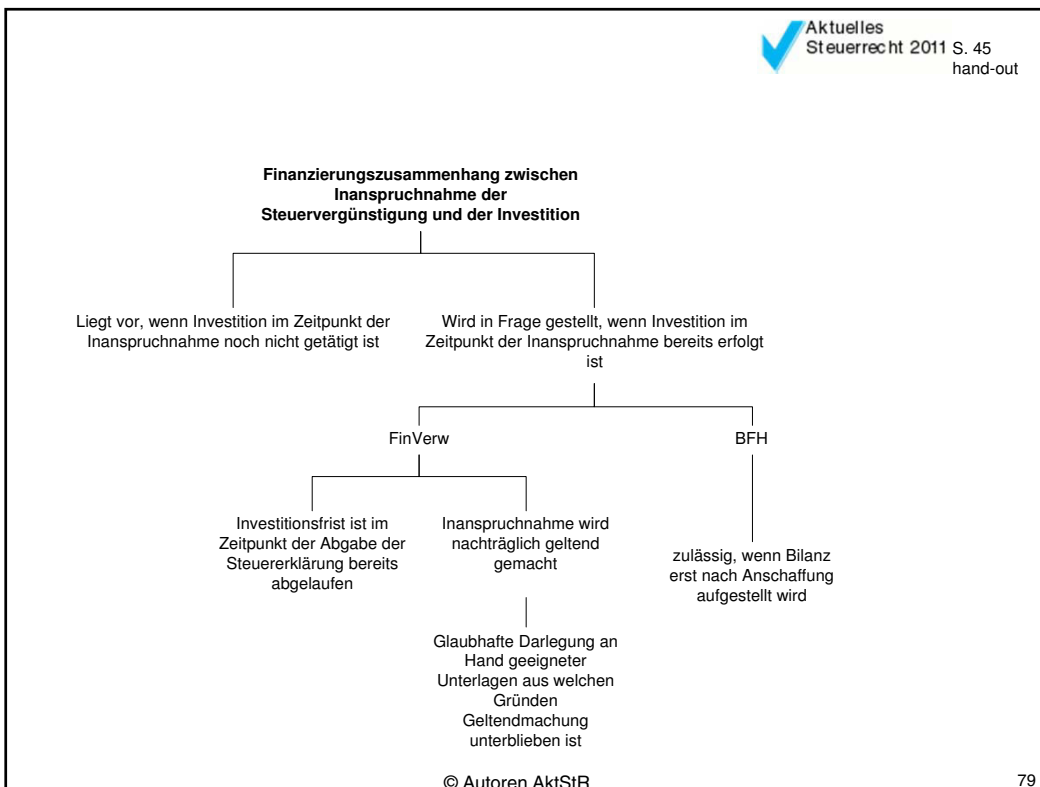 Aktuelles
Steuerrecht 2011 S. 45
hand-out
Finanzierungszusammenhang zwischen
Inanspruchnahme der
Steuervergünstigung und der Investition
Liegt vor, wenn Investition im Zeitpunkt der
Inanspruchnahme noch nicht getätigt ist
Wird in Frage gestellt, wenn Investition im
Zeitpunkt der Inanspruchnahme bereits erfolgt
ist
FinVerw
BFH
Investitionsfrist ist im
Zeitpunkt der Abgabe der
Steuererklärung bereits
abgelaufen
Inanspruchnahme wird
nachträglich geltend
gemacht
zulässig, wenn Bilanz
erst nach Anschaffung
aufgestellt wird
Glaubhafte Darlegung an
Hand geeigneter
Unterlagen aus welchen
Gründen
Geltendmachung
unterblieben ist
© Autoren AktStR
79